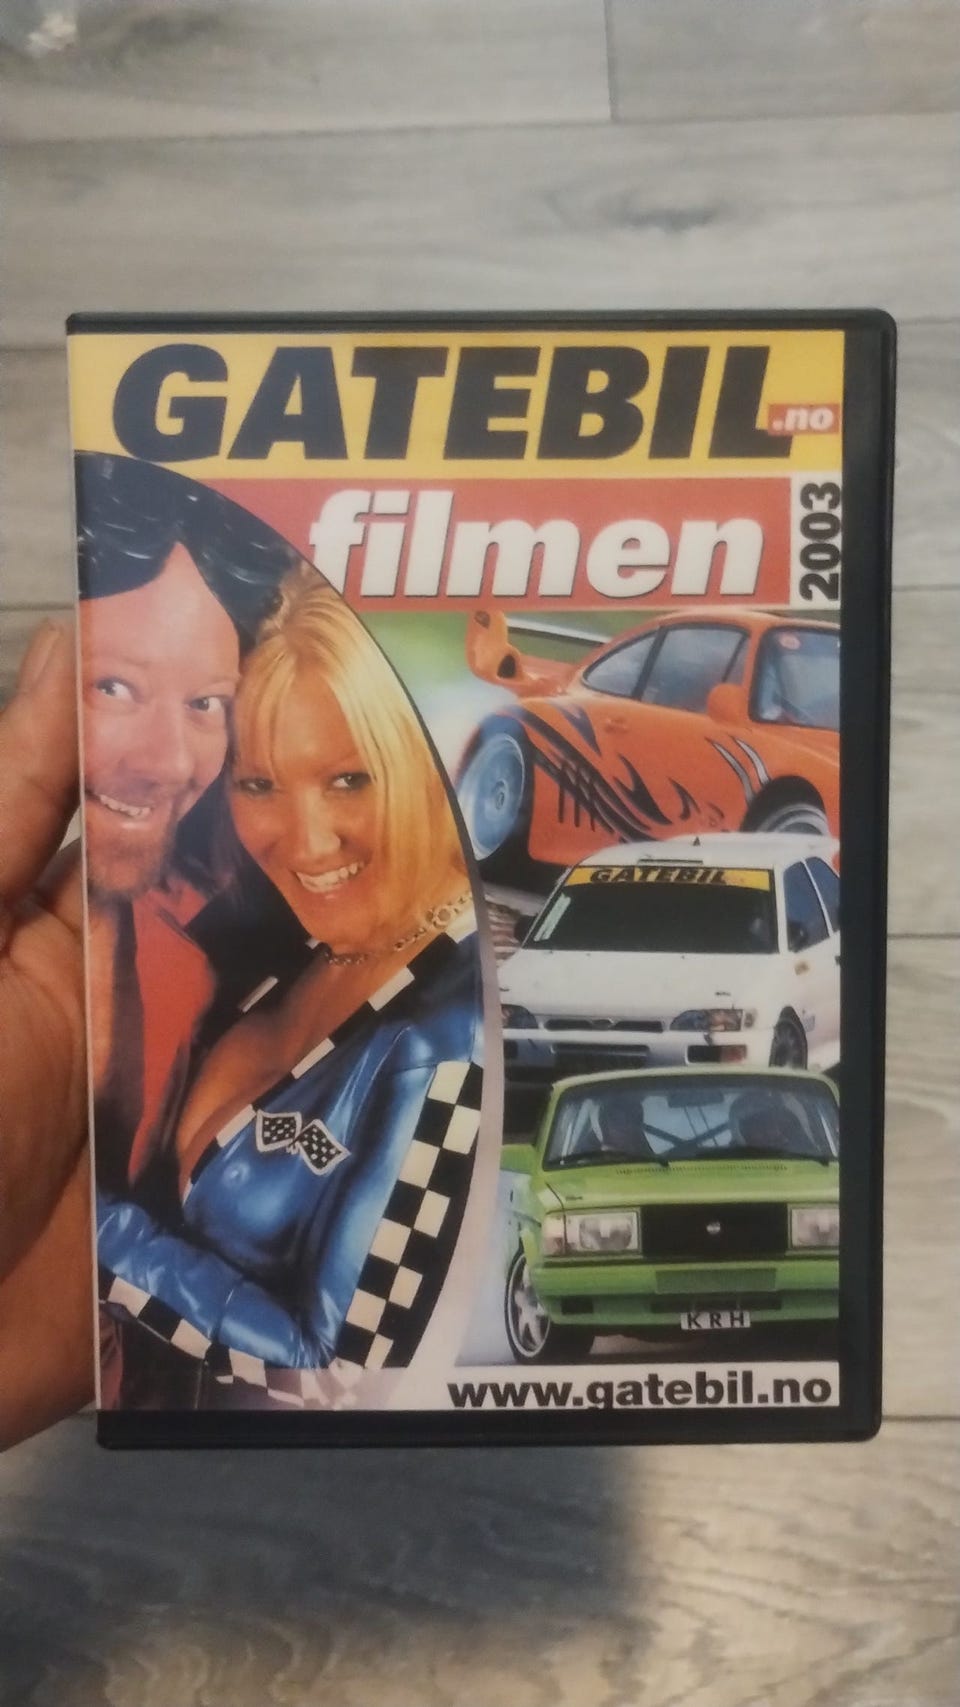 GATEBIL.no
filmen
2003
GATEBIL
KRH
www.gatebil.no